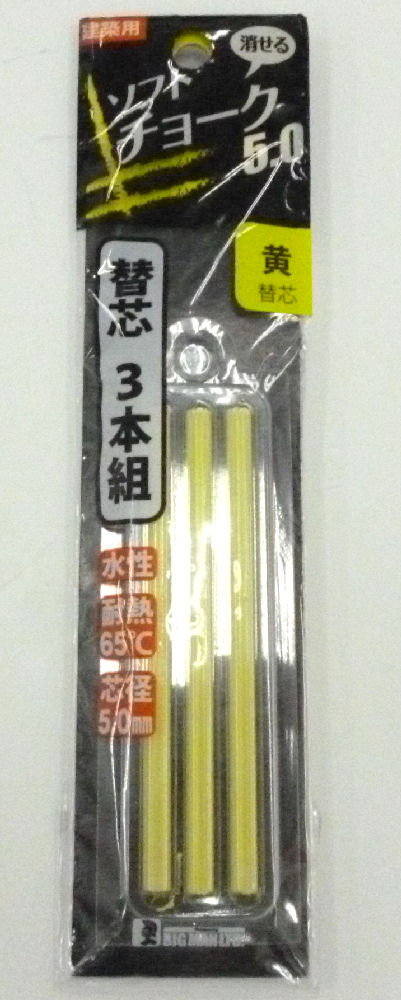 建築用
消せる
ソフト
チョーク
5.0
黄
替芯
替芯 3本組
水性
耐熱
65℃
芯径
5.0mm